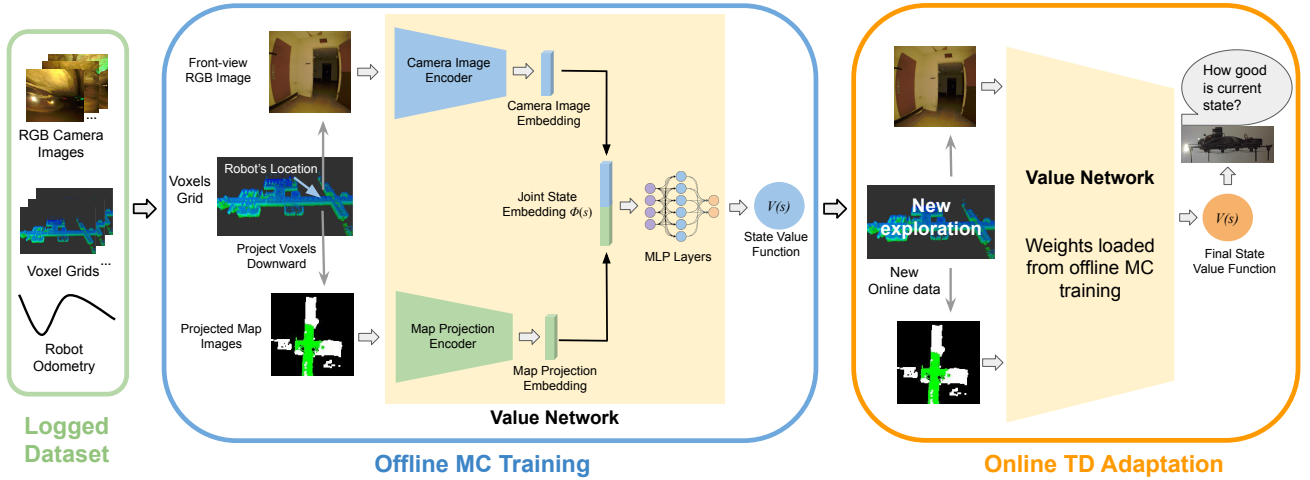 RGB Camera
Images
...
Voxel Grids
...
Robot
Odometry
Logged
Dataset
Front-view
RGB Image
Camera Image
Encoder
Camera Image
Embedding
Voxels
Grid
Robot's Location
Project Voxels
Downward
Joint State
Embedding Φ(s)
MLP Layers
V(s)
State Value
Function
Projected Map
Images
Map Projection
Encoder
Map Projection
Embedding
Value Network
Offline MC Training
New
exploration
New
Online data
Value Network
Weights loaded
from offline MC
training
How good
is current
state?
V(s)
Final State
Value Function
Online TD Adaptation